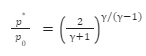 p* / p₀ = (2 / (γ+1))^(γ/(γ−1))